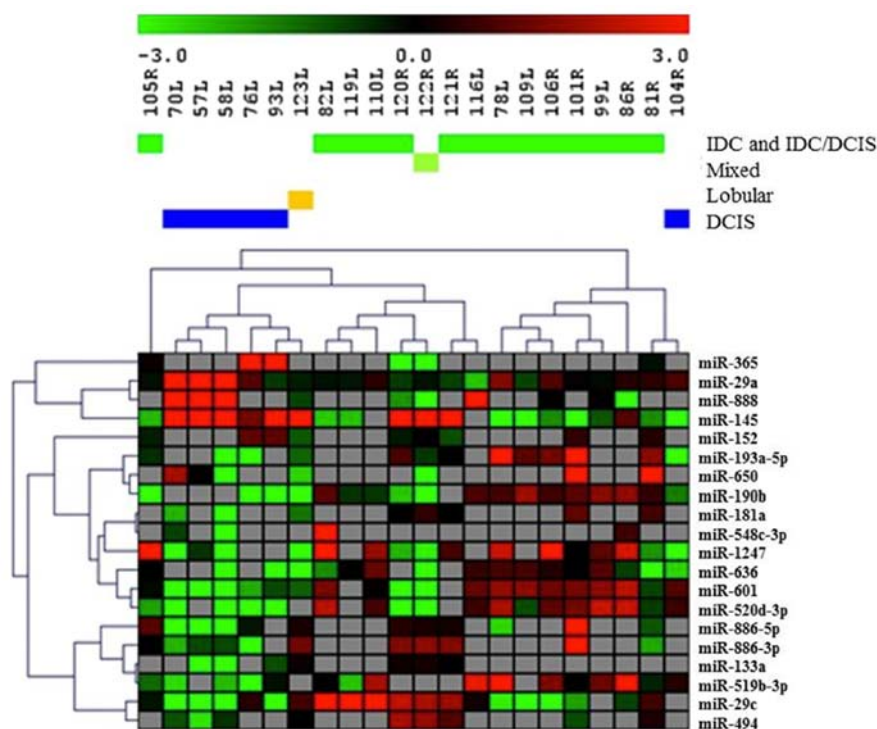 -3.0 0.0 3.0
105R 70L 57L 58L 76L 93L 123L 82L 119L 110L 120R 122R 121R 116L 78L 109L 106R 101R 99L 86R 81R 104R
IDC and IDC/DCIS
Mixed
Lobular
DCIS
miR-365
miR-29a
miR-888
miR-145
miR-152
miR-193a-5p
miR-650
miR-190b
miR-181a
miR-548c-3p
miR-1247
miR-636
miR-601
miR-520d-3p
miR-886-5p
miR-886-3p
miR-133a
miR-519b-3p
miR-29c
miR-494